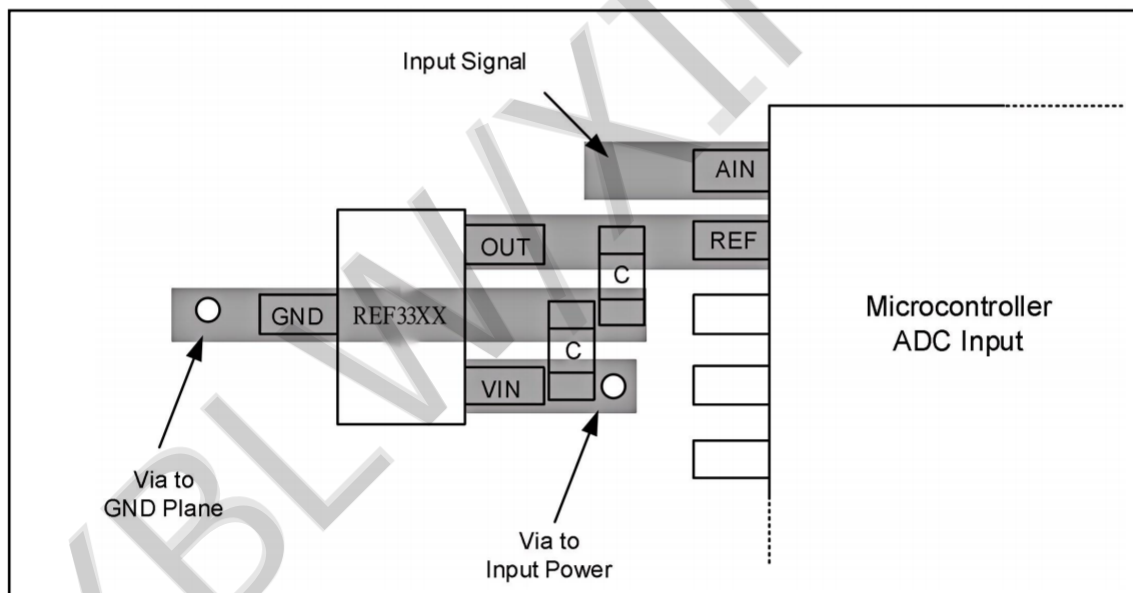 Input Signal
AIN
OUT
REF
C
GND
REF33XX
Microcontroller
ADC Input
C
VIN
Via to
GND Plane
Via to
Input Power